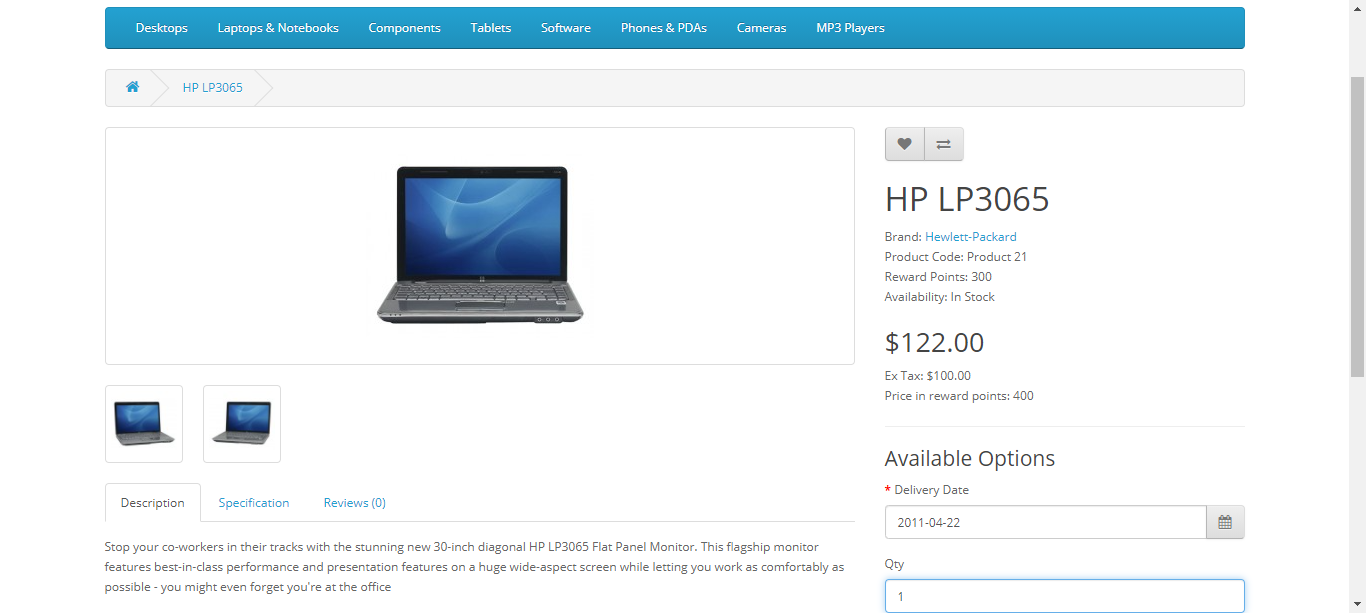 Desktops Laptops & Notebooks Components Tablets Software Phones & PDAs Cameras MP3 Players
HP LP3065
HP LP3065
Brand: Hewlett-Packard
Product Code: Product 21
Reward Points: 300
Availability: In Stock
$122.00
Ex Tax: $100.00
Price in reward points: 400
Available Options
* Delivery Date
2011-04-22
Qty
1
Description Specification Reviews (0)
Stop your co-workers in their tracks with the stunning new 30-inch diagonal HP LP3065 Flat Panel Monitor. This flagship monitor
features best-in-class performance and presentation features on a huge wide-aspect screen while letting you work as comfortably as
possible - you might even forget you're at the office